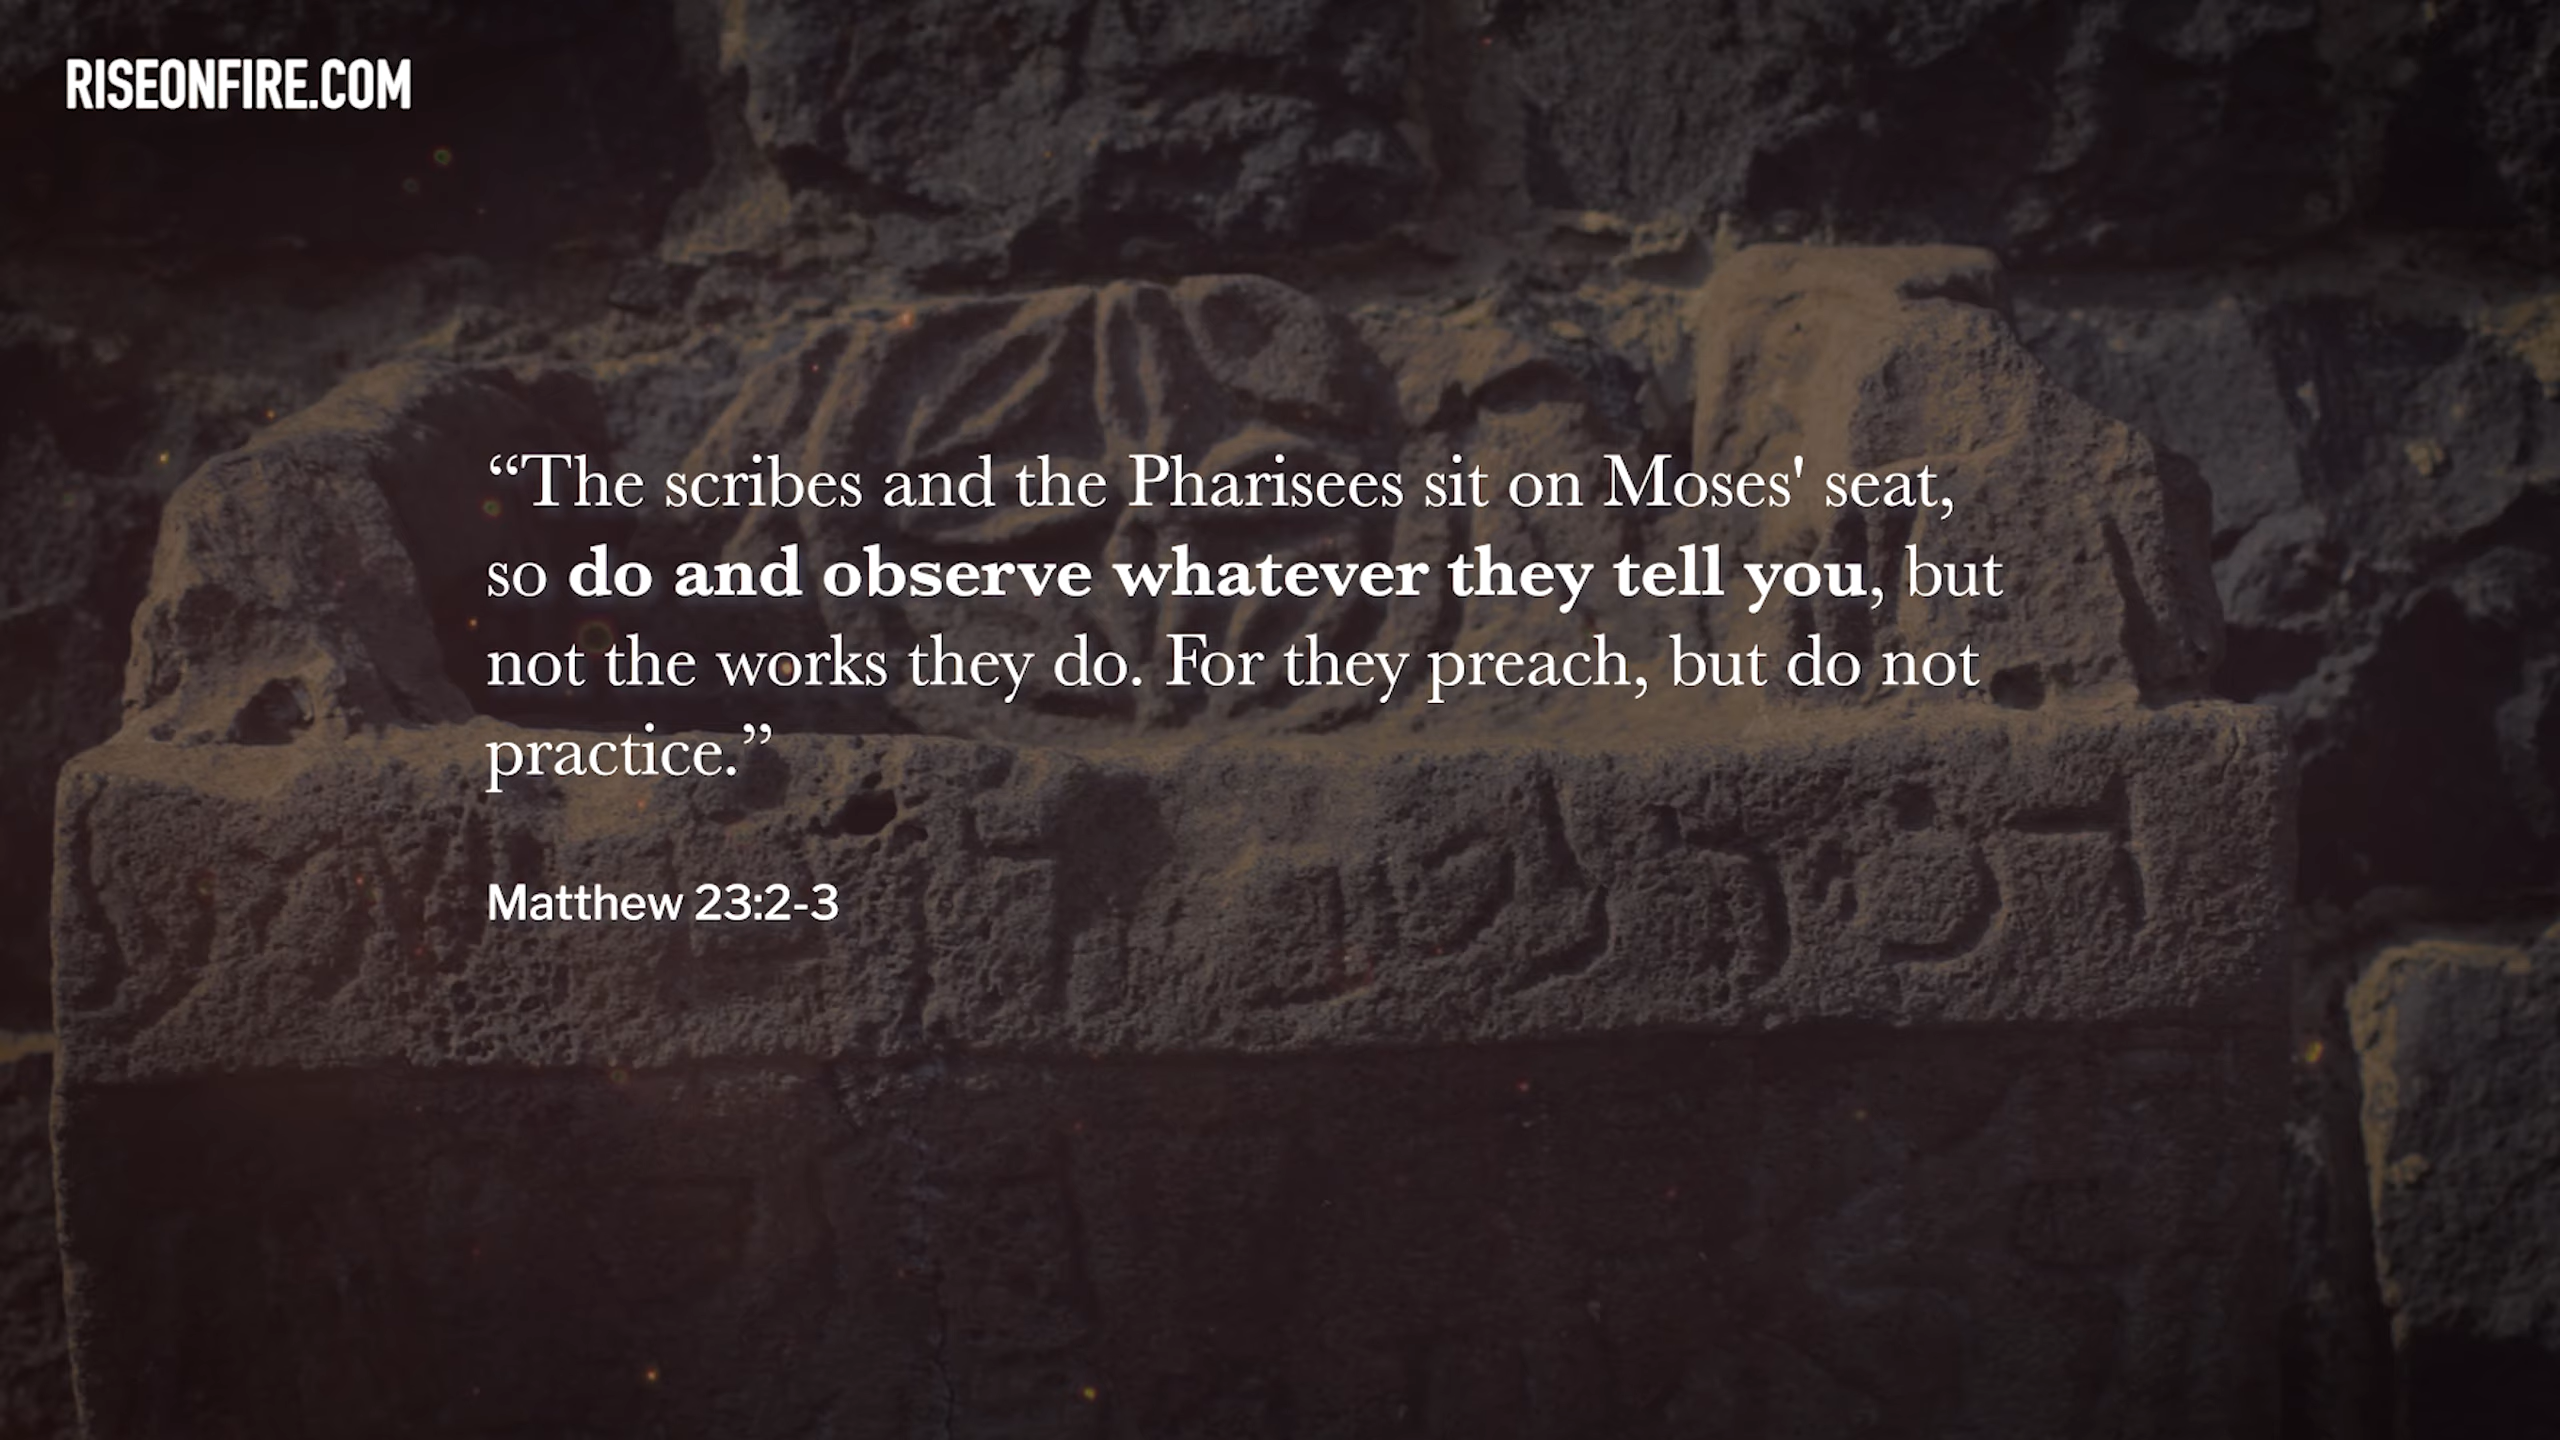 RISEONFIRE.COM
“The scribes and the Pharisees sit on Moses' seat,
so do and observe whatever they tell you, but
not the works they do. For they preach, but do not
practice.”
Matthew 23:2-3